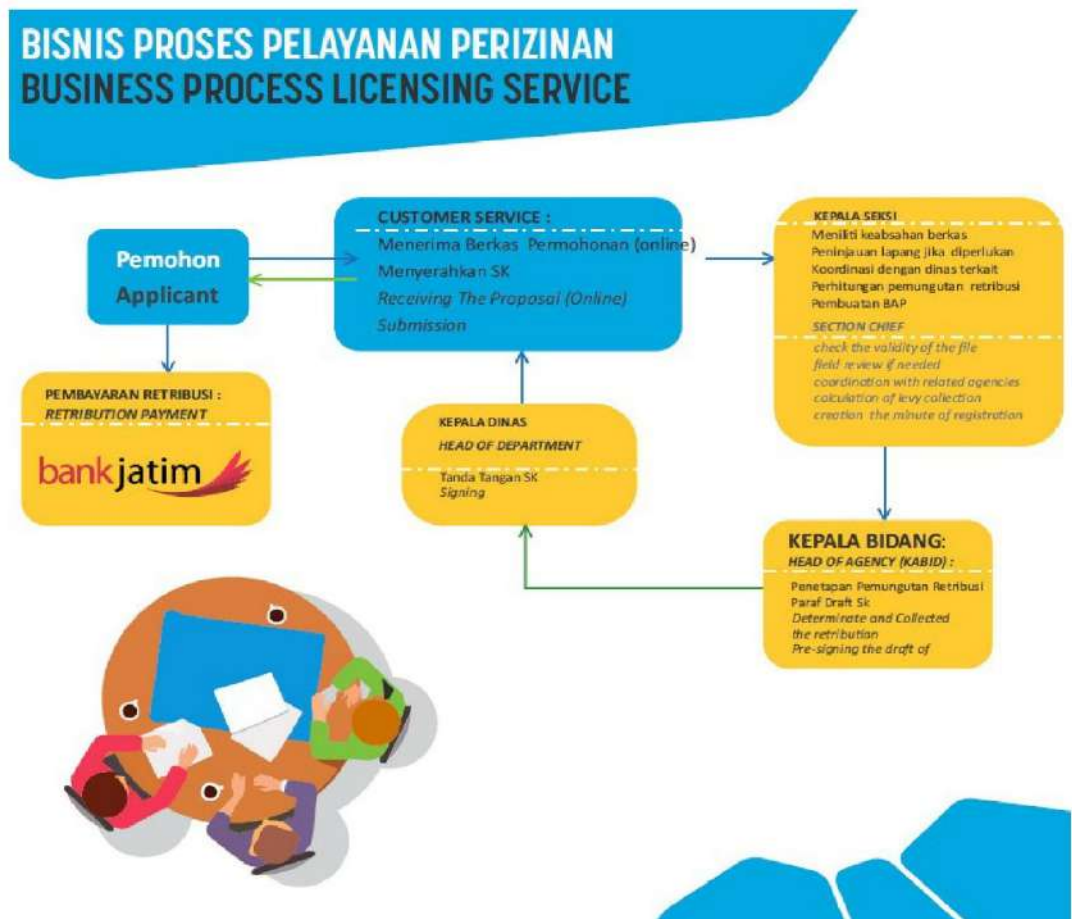 BISNIS PROSES PELAYANAN PERIZINAN
BUSINESS PROCESS LICENSING SERVICE
Pemohon
Applicant
CUSTOMER SERVICE :
Menerima Berkas Permohonan (online)
Menyerahkan SK
Receiving The Proposal (Online)
Submission
KEPALA SEKSI
Meniliti keabsahan berkas
Peninjauan lapang jika diperlukan
Koordinasi dengan dinas terkait
Perhitungan pemungutan retribusi
Pembuatan BAP
SECTION CHIEF
check the validity of the file
field review if needed
coordination with related agencies
calculation of levy collection
creation the minute of registration
PEMBAYARAN RETRIBUSI :
RETRIBUTION PAYMENT
bankjatim
KEPALA DINAS
HEAD OF DEPARTMENT
Tanda Tangan SK
Signing
KEPALA BIDANG:
HEAD OF AGENCY (KABID) :
Penetapan Pemungutan Retribusi
Paraf Draft Sk
Determinate and Collected
the retribution
Pre-signing the draft of